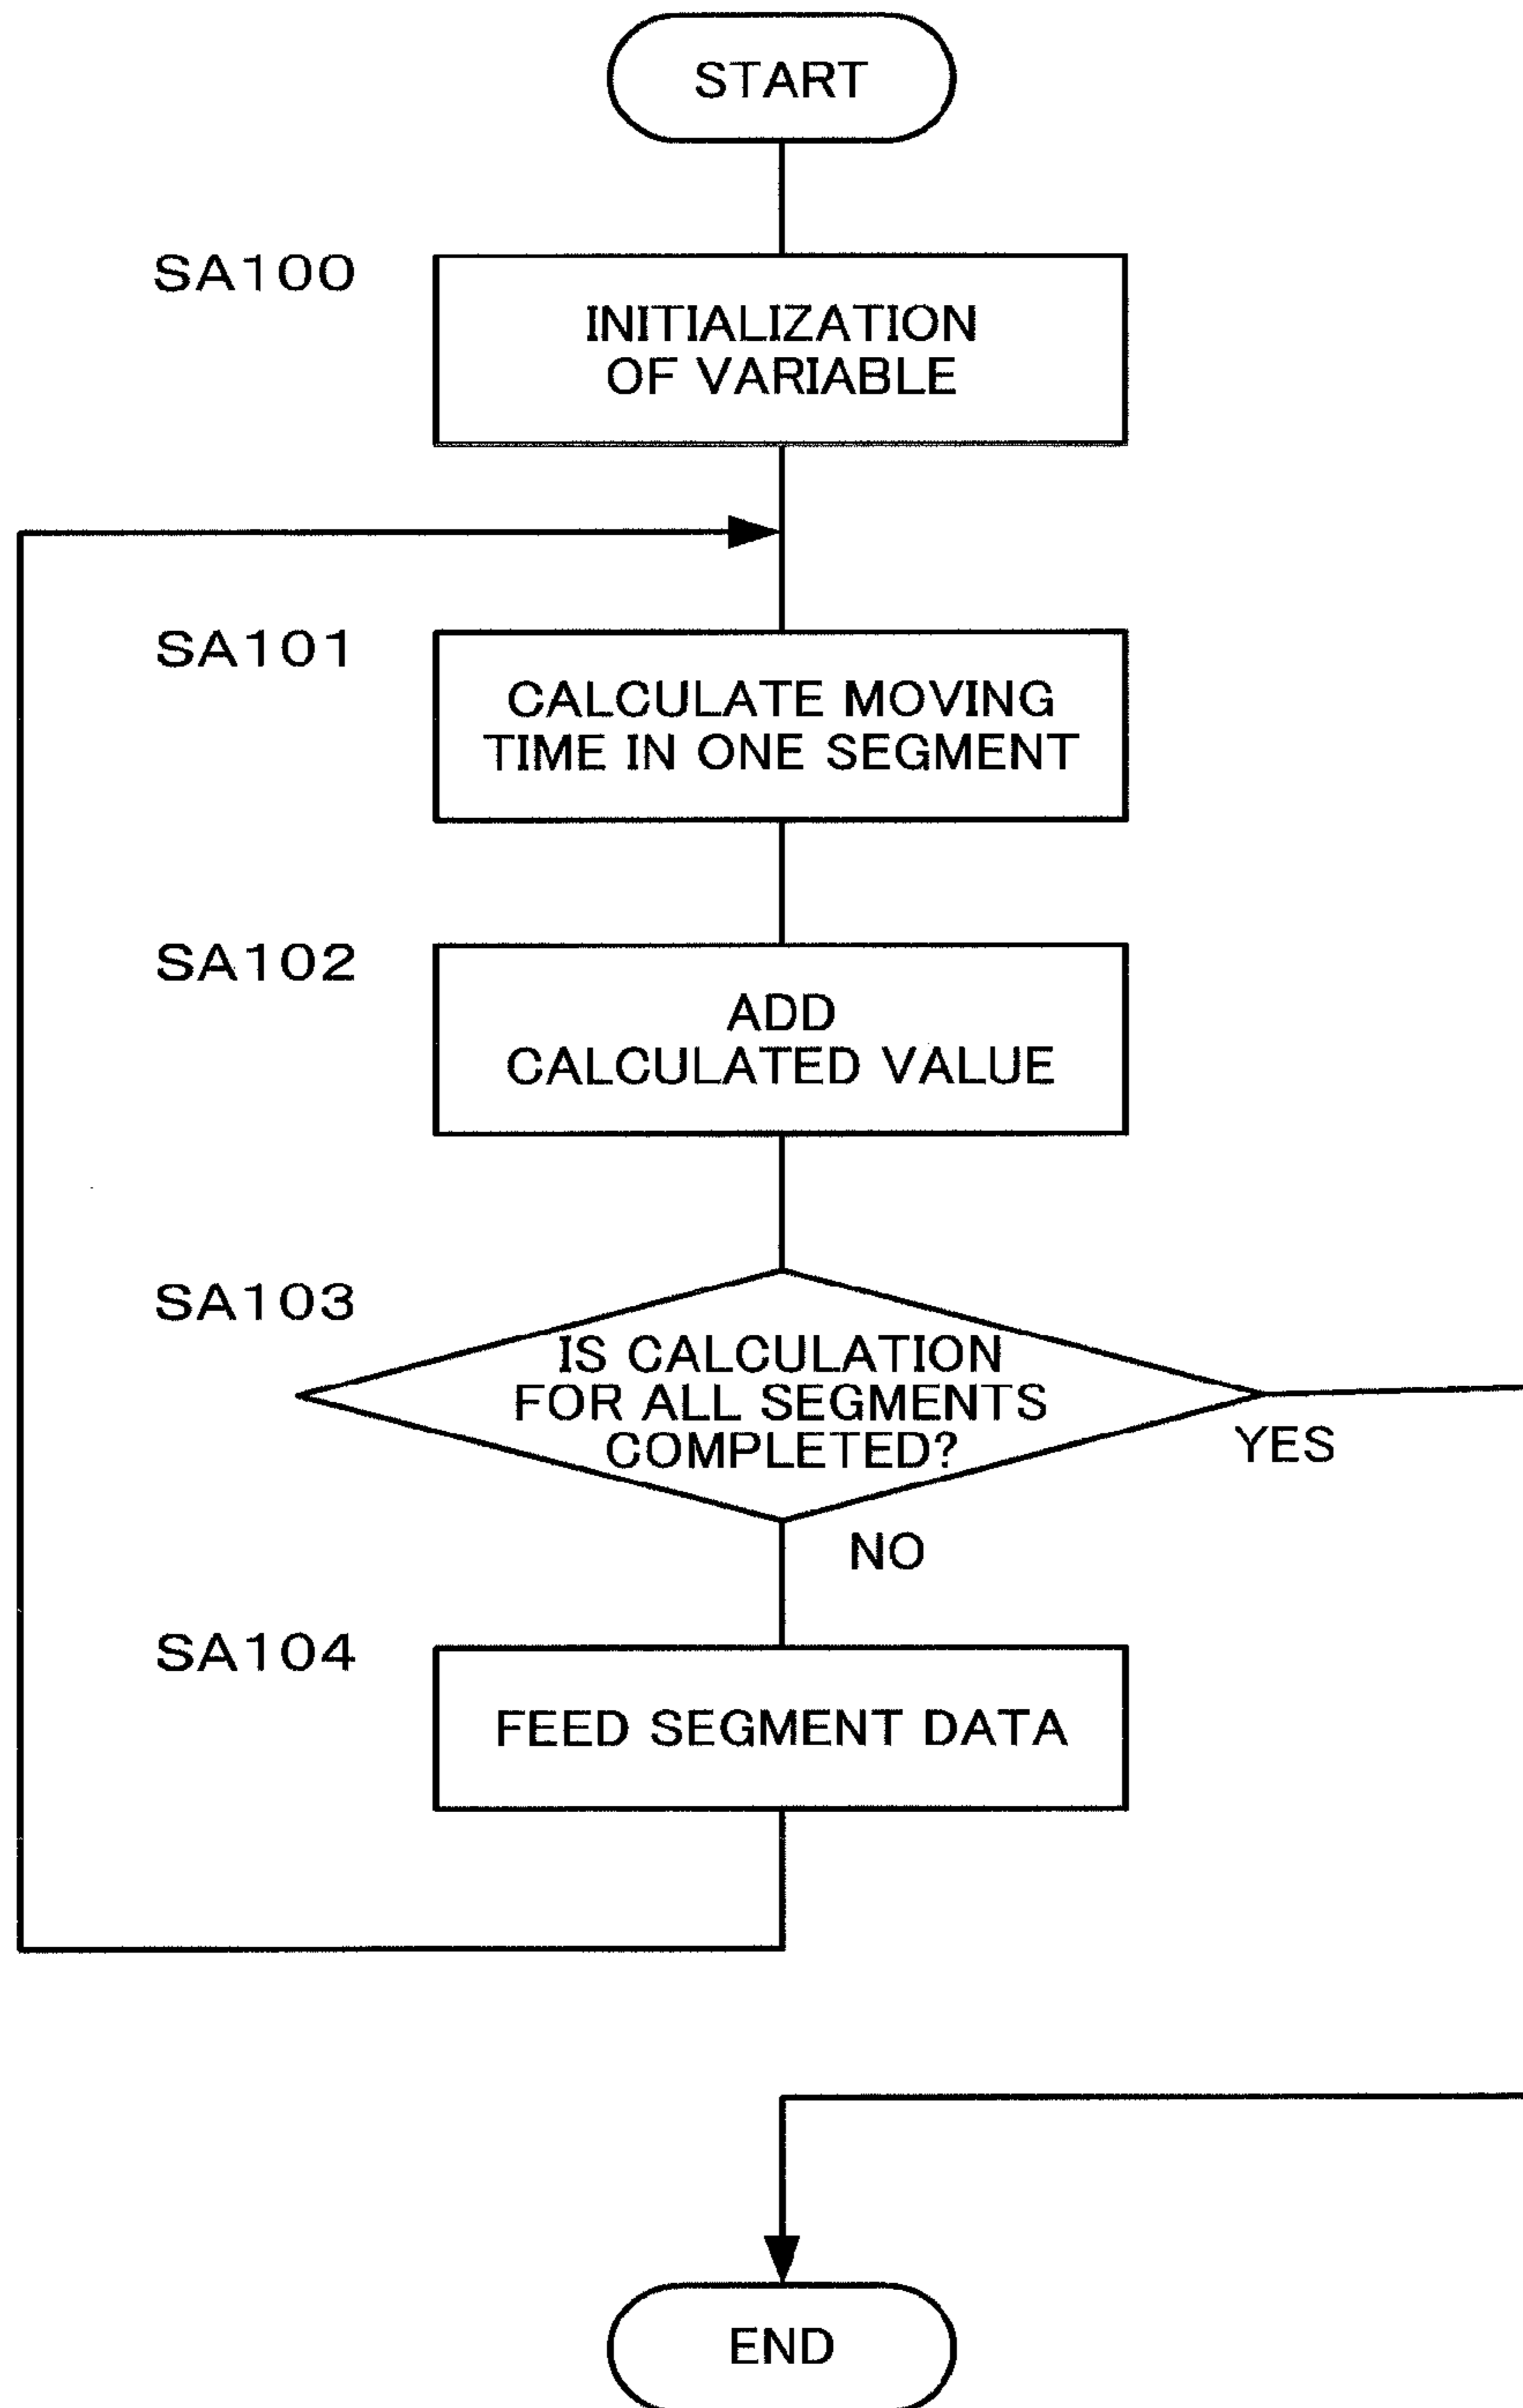 START
SA100
INITIALIZATION
OF VARIABLE
SA101
CALCULATE MOVING
TIME IN ONE SEGMENT
SA102
ADD
CALCULATED VALUE
SA103
IS CALCULATION
FOR ALL SEGMENTS
COMPLETED?
YES
NO
SA104
FEED SEGMENT DATA
END